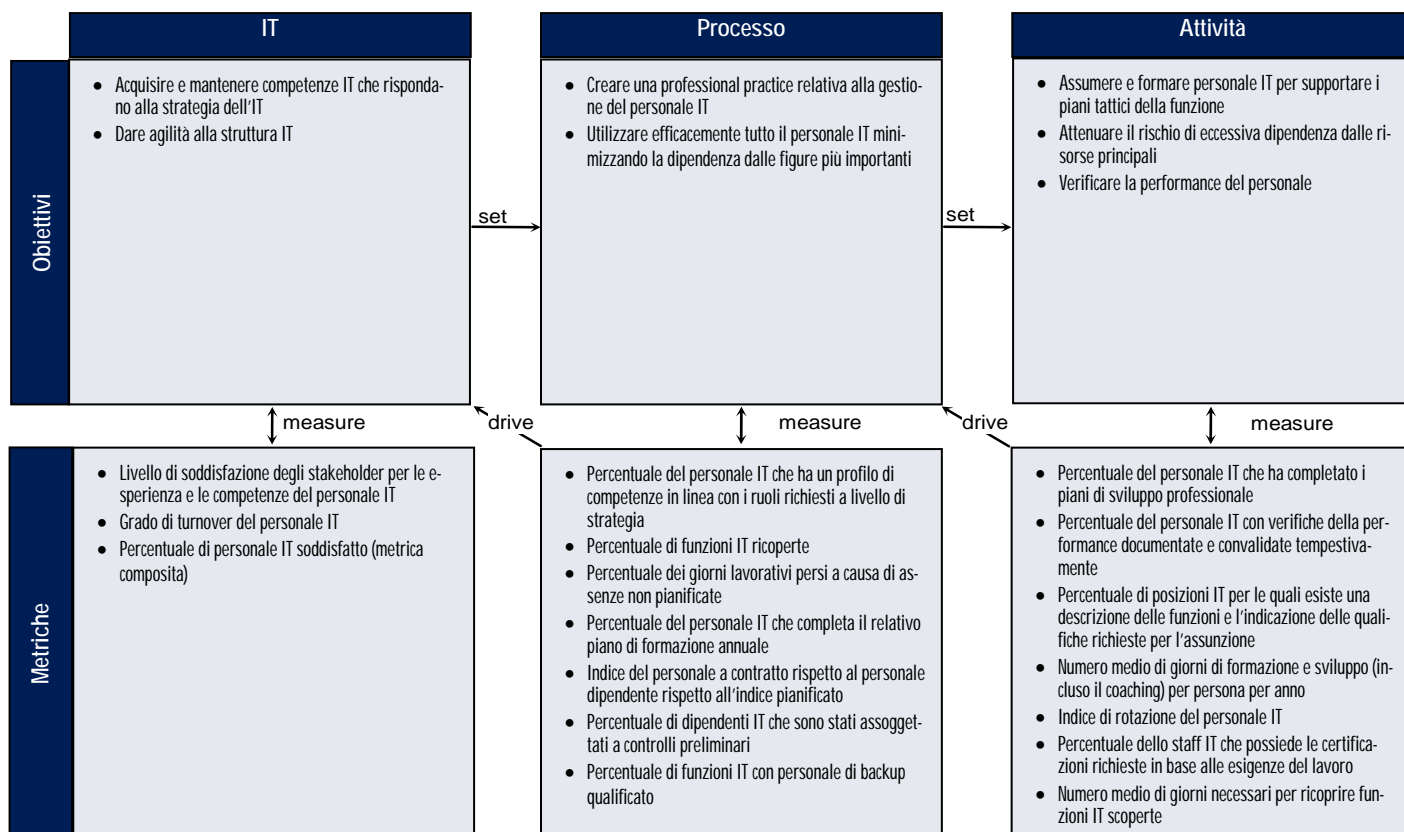 IT
Processo
Attività
Obiettivi
• Acquisire e mantenere competenze IT che risponda-
no alla strategia dell'IT
• Dare agilità alla struttura IT
set
• Creare una professional practice relativa alla gestio-
ne del personale IT
• Utilizzare efficacemente tutto il personale IT mini-
mizzando la dipendenza dalle figure più importanti
set
• Assumere e formare personale IT per supportare i
piani tattici della funzione
• Attenuare il rischio di eccessiva dipendenza dalle ri-
sorse principali
• Verificare la performance del personale
measure
drive
measure
drive
measure
Metriche
• Livello di soddisfazione degli stakeholder per le e-
sperienza e le competenze del personale IT
• Grado di turnover del personale IT
• Percentuale di personale IT soddisfatto (metrica
composita)
• Percentuale del personale IT che ha un profilo di
competenze in linea con i ruoli richiesti a livello di
strategia
• Percentuale di funzioni IT ricoperte
• Percentuale dei giorni lavorativi persi a causa di as-
senze non pianificate
• Percentuale del personale IT che completa il relativo
piano di formazione annuale
• Indice del personale a contratto rispetto al personale
dipendente rispetto all'indice pianificato
• Percentuale di dipendenti IT che sono stati assogget-
tati a controlli preliminari
• Percentuale di funzioni IT con personale di backup
qualificato
• Percentuale del personale IT che ha completato i
piani di sviluppo professionale
• Percentuale del personale IT con verifiche della per-
formance documentate e convalidate tempestiva-
mente
• Percentuale di posizioni IT per le quali esiste una
descrizione delle funzioni e l'indicazione delle quali-
fiche richieste per l'assunzione
• Numero medio di giorni di formazione e sviluppo (in-
cluso il coaching) per persona per anno
• Indice di rotazione del personale IT
• Percentuale dello staff IT che possiede le certifica-
zioni richieste in base alle esigenze del lavoro
• Numero medio di giorni necessari per ricoprire fun-
zioni IT scoperte